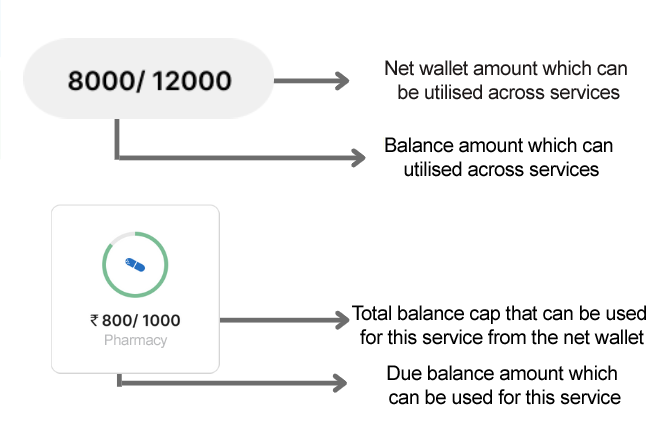 8000/ 12000
Net wallet amount which can
be utilised across services
Balance amount which can
utilised across services
₹ 800/ 1000
Pharmacy
Total balance cap that can be used
for this service from the net wallet
Due balance amount which
can be used for this service